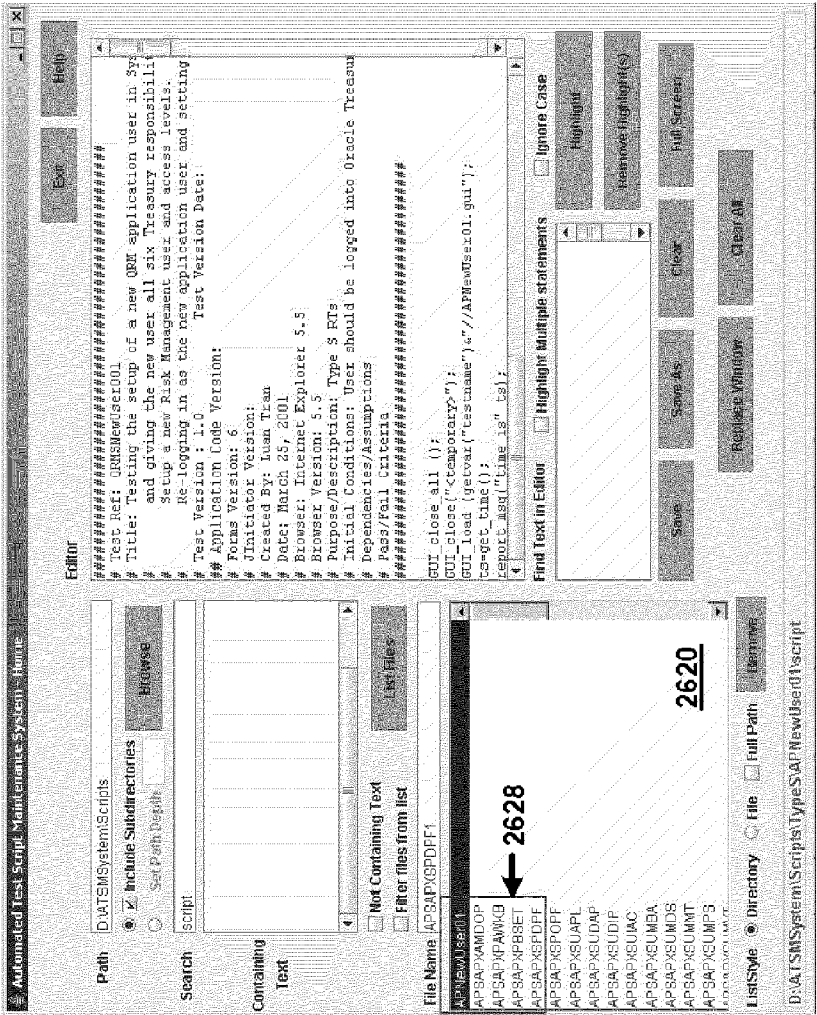 Automated Test Script Maintenance System - Home
Exit
Help
Path
D:\ATSMSystem\Scripts
Include Subdirectories
Set Path Depth
Browse
Search
script
Containing
Text
Not Containing Text
Filter files from list
List Files
File Name
APSAPXSPDPF1
APNewUser01
APSAPXAMDOP
APSAPXPAWKB
APSAPXPBSET
APSAPXSPDPF
APSAPXSPOPF
APSAPXSUAPL
APSAPXSUDAP
APSAPXSUDIP
APSAPXSUIAC
APSAPXSUMBA
APSAPXSUMDS
APSAPXSUMMT
APSAPXSUMPS
2628
2620
ListStyle
Directory
File
Full Path
Remove
D:\ATSMSystem\Scripts\TypeS\APNewUser01\script
Editor
# Test Ref: QRMSNewUser001
# Title: Testing the setup of a new QRM application user in Sys
# and giving the new user all six Treasury responsibilit
# Setup a new Risk Management user and access levels.
# Re-logging in as the new application user and setting
# Test Version : 1.0 Test Version Date:
## Application Code Version:
# Forms Version: 6
# JInitiator Version:
# Created By: Luan Tran
# Date: March 25, 2001
# Browser: Internet Explorer 5.5
# Browser Version: 5.5
# Purpose/Description: Type S RTs
# Initial Conditions: User should be logged into Oracle Treasur
# Dependencies/Assumptions
# Pass/Fail Criteria
GUI_close_all ();
GUI_close("<temporary>");
GUI_load (getvar("testname")&"//APNewUser01.gui");
ts=get_time();
report_msg("time is" ts);
Find Text in Editor
Highlight Multiple statements
Ignore Case
Highlight
Remove Highlight(s)
Save
Save As
Clear
Full Screen
Replace Window
Clear All